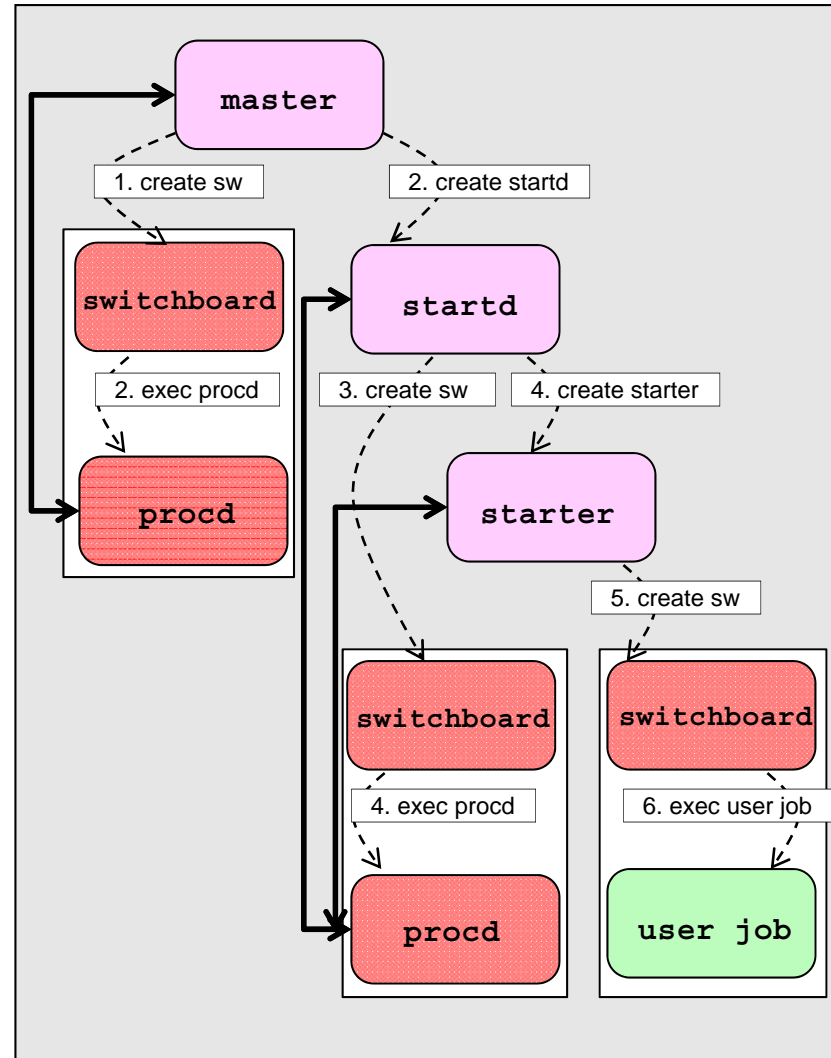 master
1. create sw
2. create startd
switchboard
startd
2. exec procd
3. create sw
4. create starter
procd
starter
5. create sw
switchboard
switchboard
4. exec procd
6. exec user job
procd
user job